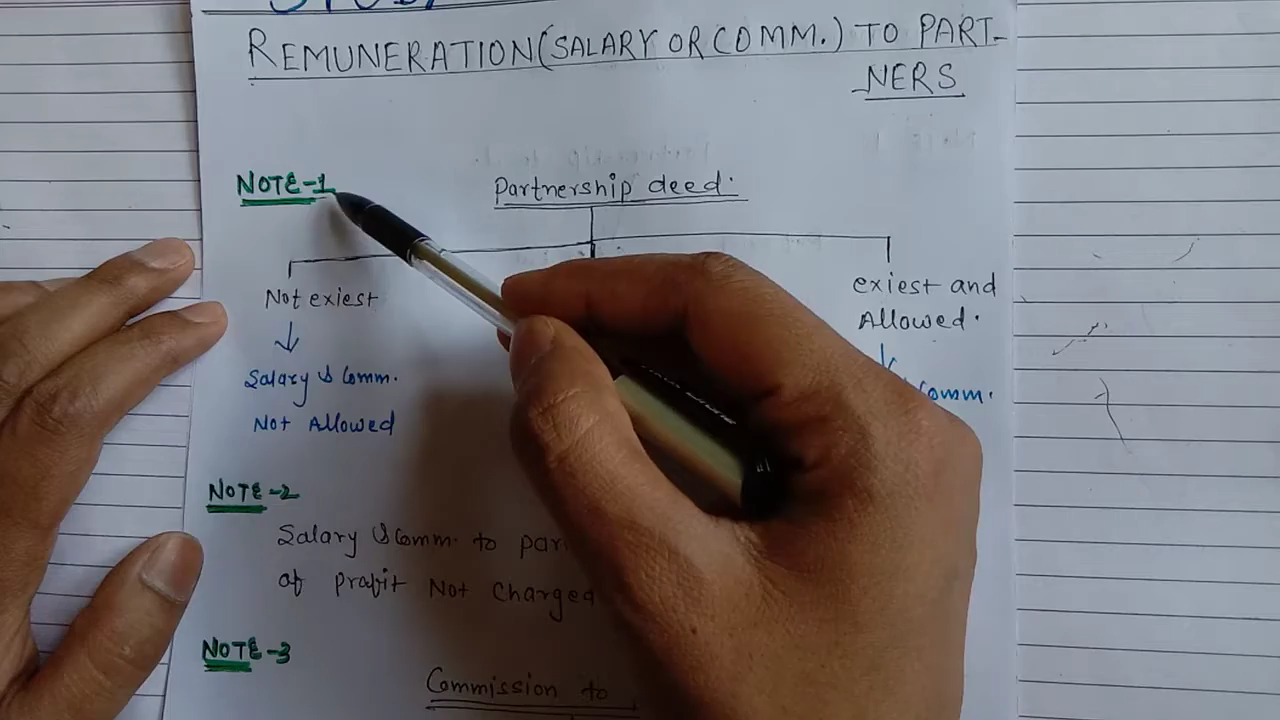 REMUNERATION (SALARY OR COMM.) TO PART-
-NERS
NOTE-1
Partnership deed.
Not exiest
exiest and
Allowed.
Salary & Comm.
Comm.
Not Allowed
NOTE-2
Salary & Comm. to
of Profit Not Charged
NOTE-3
Commission to